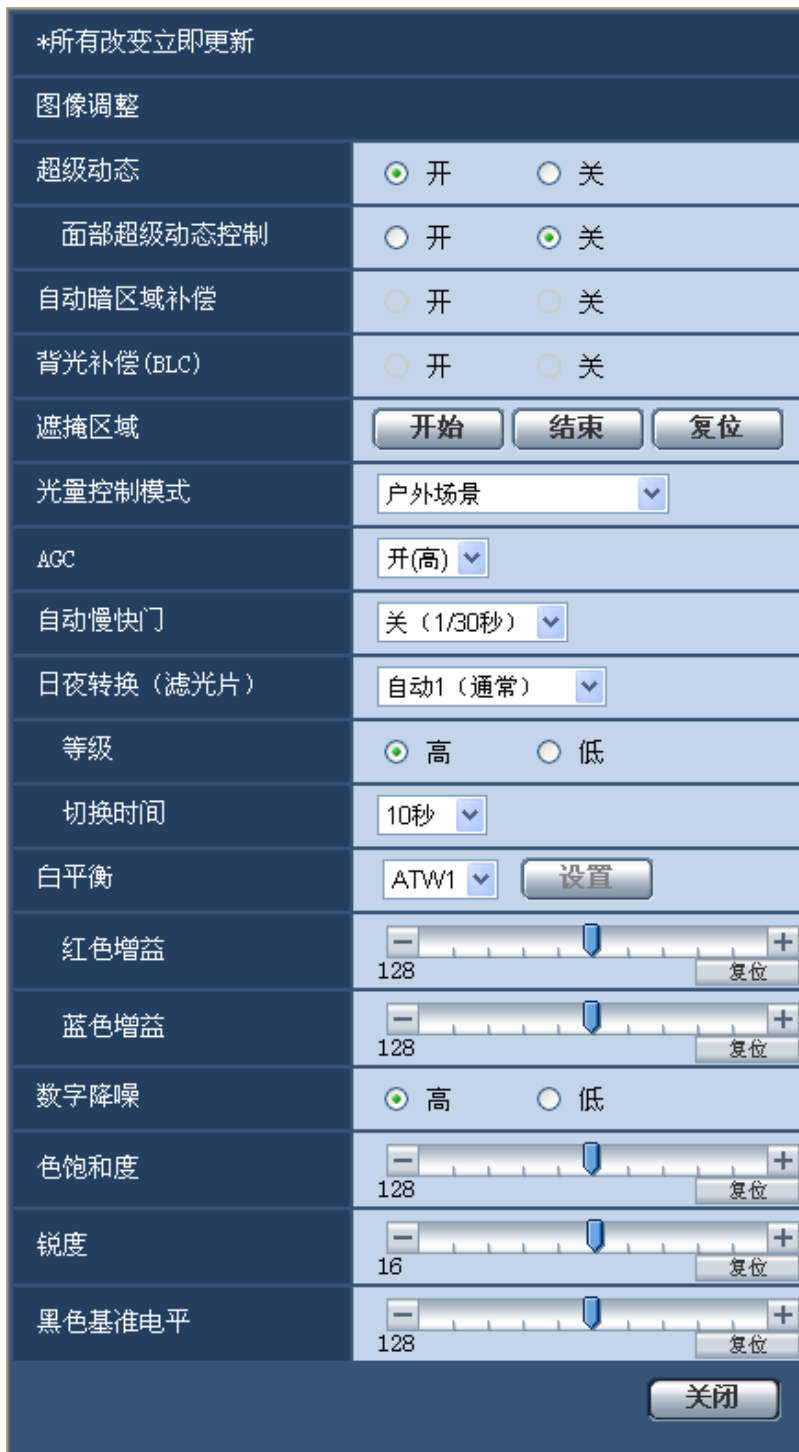 *所有改变立即更新
图像调整
超级动态 开 关
面部超级动态控制 开 关
自动暗区域补偿 开 关
背光补偿(BLC) 开 关
遮掩区域 开始 结束 复位
光量控制模式 户外场景
AGC 开(高)
自动慢快门 关（1/30秒）
日夜转换（滤光片） 自动1（通常）
等级 高 低
切换时间 10秒
白平衡 ATW1 设置
红色增益 128 复位
蓝色增益 128 复位
数字降噪 高 低
色饱和度 128 复位
锐度 16 复位
黑色基准电平 128 复位
关闭